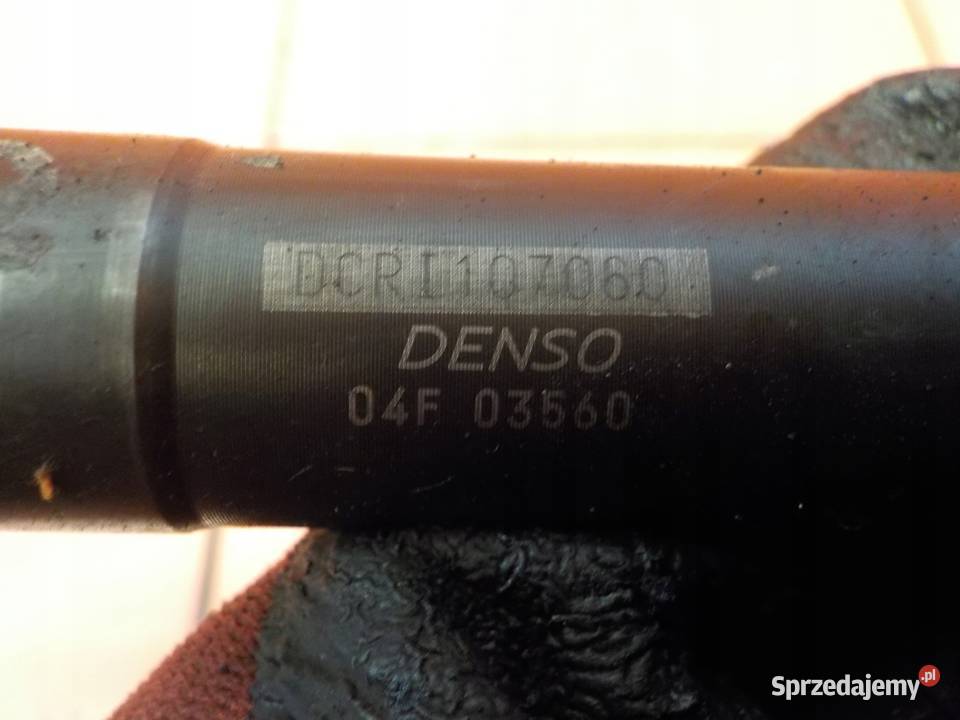 DCRI107060
DENSO
04F 03560
Sprzedajemy.pl